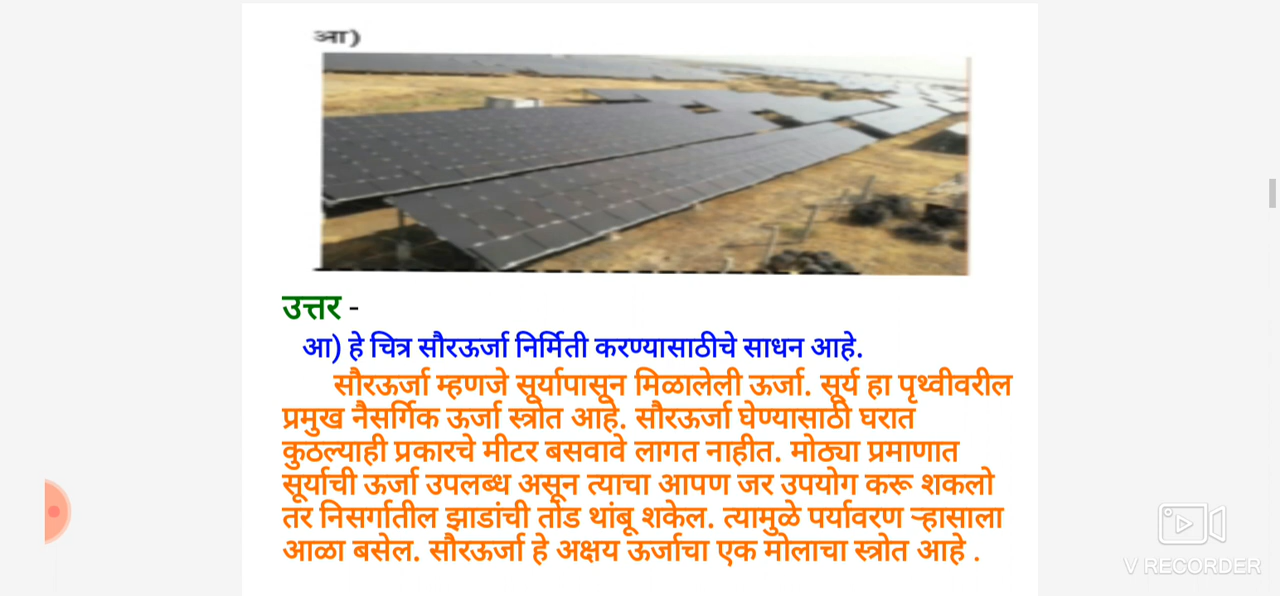 आ)
उत्तर -
आ) हे चित्र सौरऊर्जा निर्मिती करण्यासाठीचे साधन आहे.
सौरऊर्जा म्हणजे सूर्यापासून मिळालेली ऊर्जा. सूर्य हा पृथ्वीवरील
प्रमुख नैसर्गिक ऊर्जा स्त्रोत आहे. सौरऊर्जा घेण्यासाठी घरात
कुठल्याही प्रकारचे मीटर बसवावे लागत नाहीत. मोठ्या प्रमाणात
सूर्याची ऊर्जा उपलब्ध असून त्याचा आपण जर उपयोग करू शकलो
तर निसर्गातील झाडांची तोड थांबू शकेल. त्यामुळे पर्यावरण ऱ्हासाला
आळा बसेल. सौरऊर्जा हे अक्षय ऊर्जाचा एक मोलाचा स्त्रोत आहे .
V RECORDER